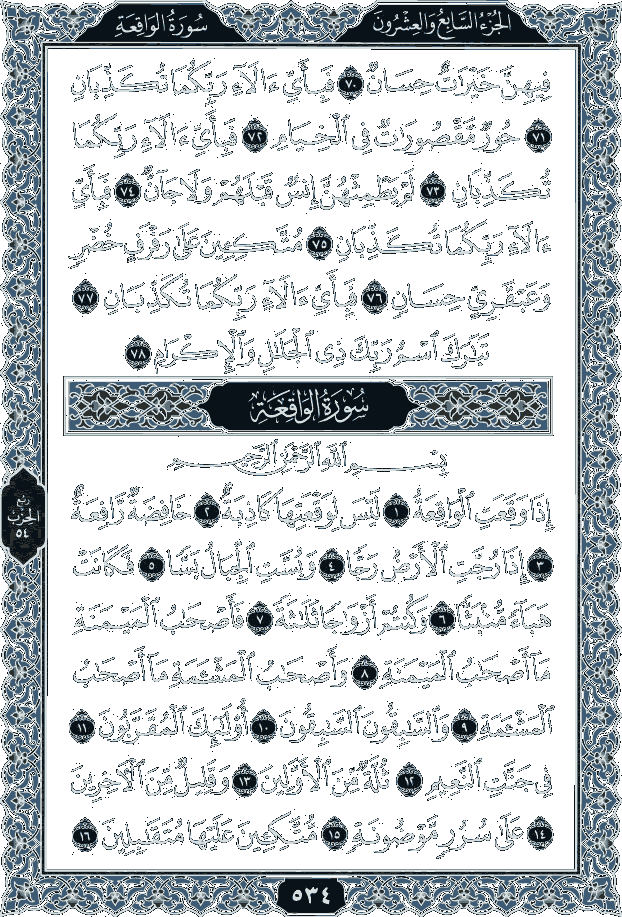 سُورَةُ الوَاقِعَةِ
الجُزْءُ السَّابِعُ وَالعِشْرُونَ
فِيهِنَّ خَيْرَٰتٌ حِسَانٌ ٧٠ فَبِأَيِّ ءَالَآءِ رَبِّكُمَا تُكَذِّبَانِ
٧١ حُورٌ مَّقْصُورَٰتٌ فِى ٱلْخِيَامِ ٧٢ فَبِأَيِّ ءَالَآءِ رَبِّكُمَا
تُكَذِّبَانِ ٧٣ لَمْ يَطْمِثْهُنَّ إِنسٌ قَبْلَهُمْ وَلَا جَآنٌّ ٧٤ فَبِأَيِّ
ءَالَآءِ رَبِّكُمَا تُكَذِّبَانِ ٧٥ مُتَّكِـِٔينَ عَلَىٰ رَفْرَفٍ خُضْرٍ
وَعَبْقَرِيٍّ حِسَانٍ ٧٦ فَبِأَيِّ ءَالَآءِ رَبِّكُمَا تُكَذِّبَانِ ٧٧
تَبَٰرَكَ ٱسْمُ رَبِّكَ ذِى ٱلْجَلَٰلِ وَٱلْإِكْرَامِ ٧٨
سُورَةُ الوَاقِعَةِ
بِسْمِ ٱللَّهِ ٱلرَّحْمَٰنِ ٱلرَّحِيمِ
إِذَا وَقَعَتِ ٱلْوَاقِعَةُ ١ لَيْسَ لِوَقْعَتِهَا كَاذِبَةٌ ٢ خَافِضَةٌ رَّافِعَةٌ
٣ إِذَا رُجَّتِ ٱلْأَرْضُ رَجًّا ٤ وَبُسَّتِ ٱلْجِبَالُ بَسًّا ٥ فَكَانَتْ
هَبَآءً مُّنۢبَثًّا ٦ وَكُنتُمْ أَزْوَٰجًا ثَلَٰثَةً ٧ فَأَصْحَٰبُ ٱلْمَيْمَنَةِ
مَآ أَصْحَٰبُ ٱلْمَيْمَنَةِ ٨ وَأَصْحَٰبُ ٱلْمَشْـَٔمَةِ مَآ أَصْحَٰبُ
ٱلْمَشْـَٔمَةِ ٩ وَٱلسَّٰبِقُونَ ٱلسَّٰبِقُونَ ١٠ أُو۟لَٰٓئِكَ ٱلْمُقَرَّبُونَ ١١
فِى جَنَّٰتِ ٱلنَّعِيمِ ١٢ ثُلَّةٌ مِّنَ ٱلْأَوَّلِينَ ١٣ وَقَلِيلٌ مِّنَ ٱلْءَاخِرِينَ
١٤ عَلَىٰ سُرُرٍ مَّوْضُونَةٍ ١٥ مُّتَّكِـِٔينَ عَلَيْهَا مُتَقَٰبِلِينَ ١٦
ربع
الحزب
٥٤
٥٣٤